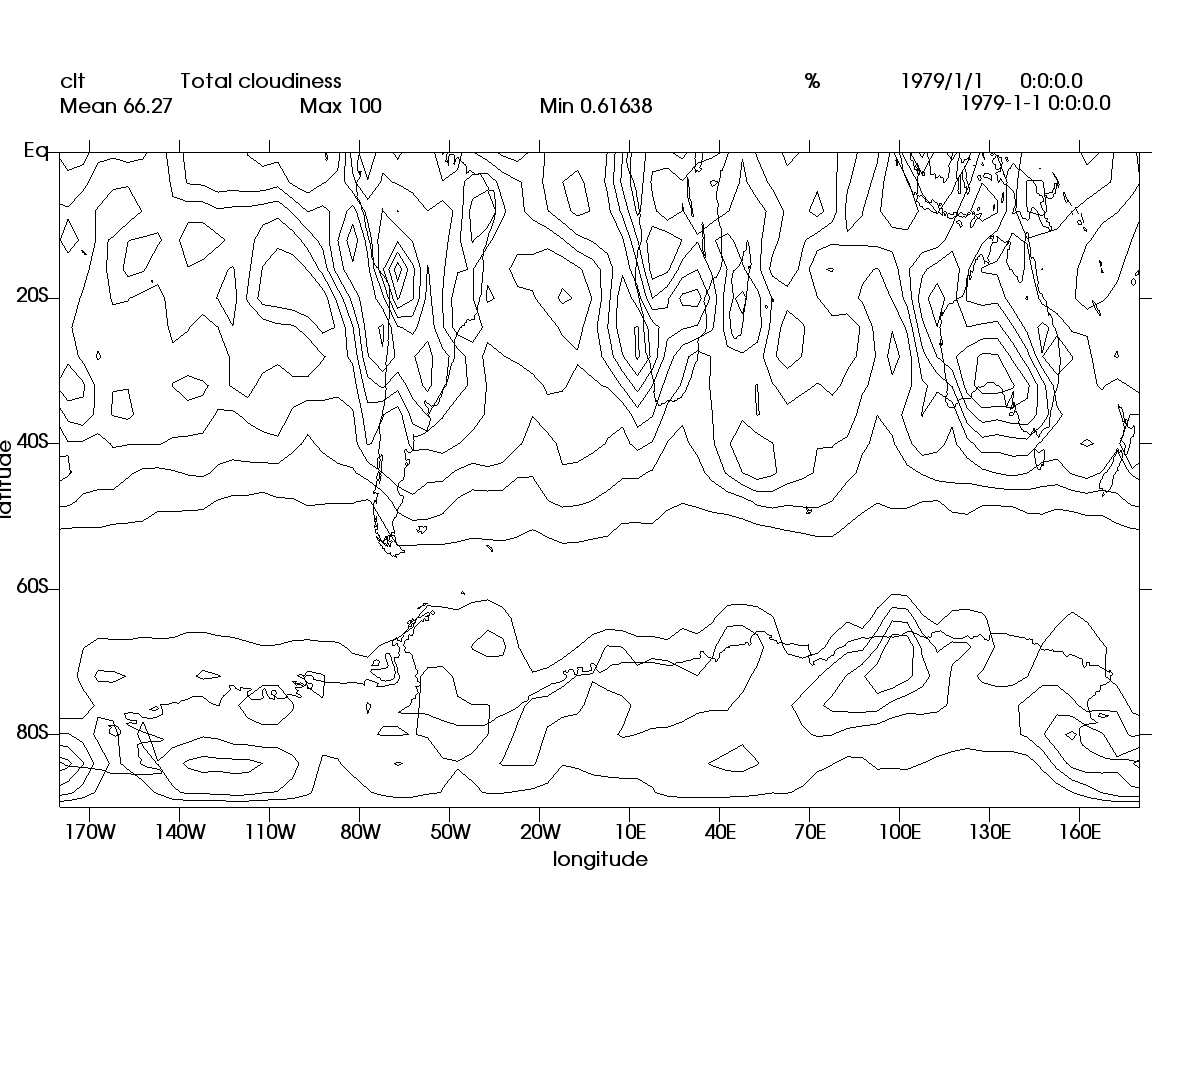 clt Total cloudiness % 1979/1/1 0:0:0.0
Mean 66.27 Max 100 Min 0.61638 1979-1-1 0:0:0.0
Eq
20S
40S
latitude
60S
80S
170W 140W 110W 80W 50W 20W 10E 40E 70E 100E 130E 160E
longitude